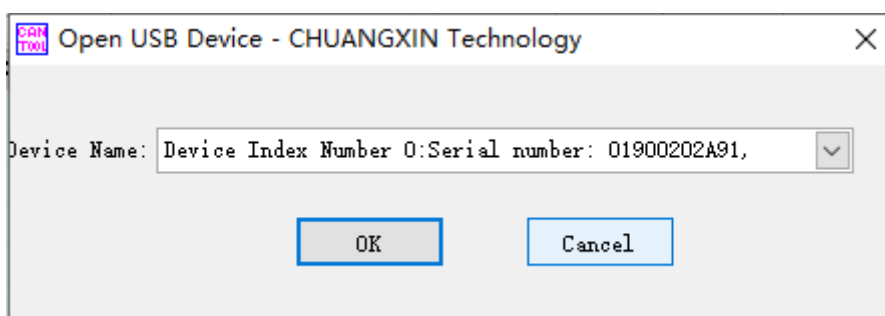 CAN
TOOL
Open USB Device - CHUANGXIN Technology
Device Name:
Device Index Number 0:Serial number: 01900202A91,
OK
Cancel